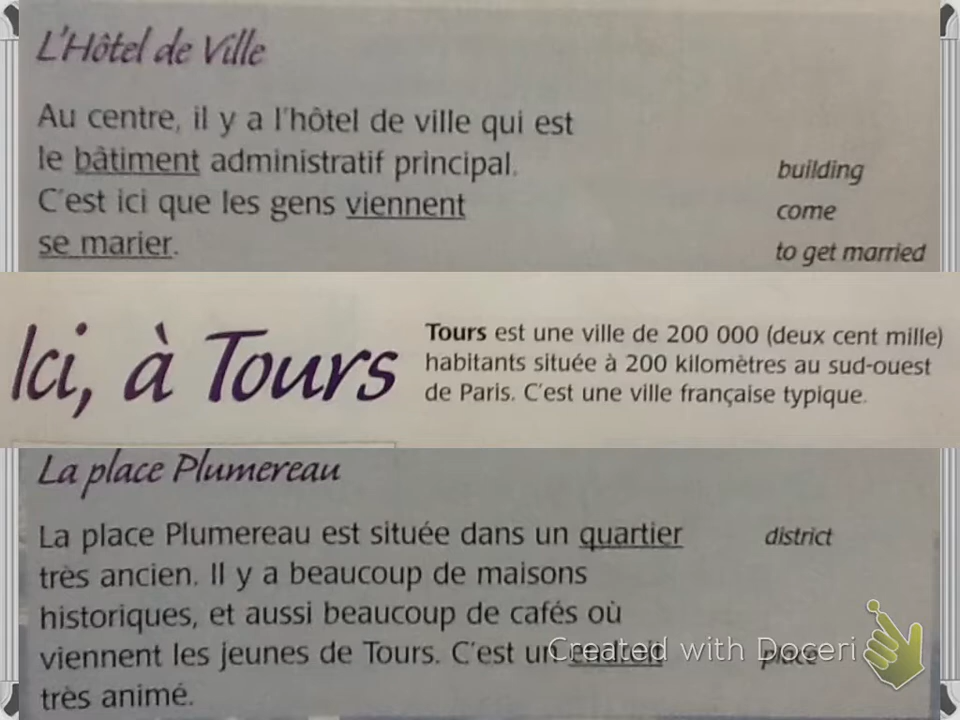 L'Hôtel de Ville
Au centre, il y a l'hôtel de ville qui est
le bâtiment administratif principal.
C'est ici que les gens viennent
se marier.
building
come
to get married
Ici, à Tours
Tours est une ville de 200 000 (deux cent mille)
habitants située à 200 kilomètres au sud-ouest
de Paris. C'est une ville française typique.
La place Plumereau
La place Plumereau est située dans un quartier
très ancien. Il y a beaucoup de maisons
historiques, et aussi beaucoup de cafés où
viennent les jeunes de Tours. C'est un endroit
très animé.
district
place
Created with Doceri